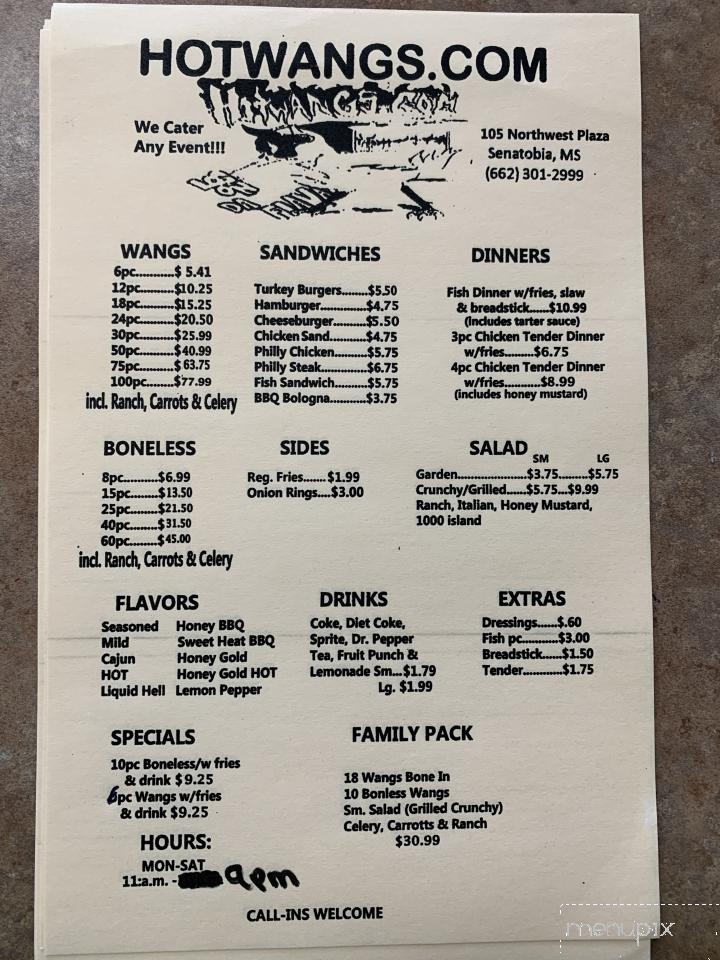 HOTWANGS.COM
We Cater
Any Event!!!
105 Northwest Plaza
Senatobia, MS
(662) 301-2999
WANGS
6pc...........$ 5.41
12pc.........$10.25
18pc.........$15.25
24pc.........$20.50
30pc.........$25.99
50pc.........$40.99
75pc.........$ 63.75
100pc.......$77.99
incl. Ranch, Carrots & Celery
SANDWICHES
Turkey Burgers.......$5.50
Hamburger............$4.75
Cheeseburger.........$5.50
Chicken Sand.........$4.75
Philly Chicken.........$5.75
Philly Steak............$6.75
Fish Sandwich........$5.75
BBQ Bologna..........$3.75
DINNERS
Fish Dinner w/fries, slaw
& breadstick......$10.99
(includes tarter sauce)
3pc Chicken Tender Dinner
w/fries.........$6.75
4pc Chicken Tender Dinner
w/fries..........$8.99
(includes honey mustard)
BONELESS
8pc........$6.99
15pc.......$13.50
25pc.......$21.50
40pc.......$31.50
60pc.......$45.00
incl. Ranch, Carrots & Celery
SIDES
Reg. Fries....... $1.99
Onion Rings....$3.00
SALAD
SM LG
Garden.........................$3.75.........$5.75
Crunchy/Grilled......$5.75...$9.99
Ranch, Italian, Honey Mustard,
1000 island
FLAVORS
Seasoned Honey BBQ
Mild Sweet Heat BBQ
Cajun Honey Gold
HOT Honey Gold HOT
Liquid Hell Lemon Pepper
DRINKS
Coke, Diet Coke,
Sprite, Dr. Pepper
Tea, Fruit Punch &
Lemonade Sm...$1.79
Lg. $1.99
EXTRAS
Dressings......$.60
Fish pc...........$3.00
Breadstick......$1.50
Tender............$1.75
SPECIALS
10pc Boneless/w fries
& drink $9.25
6pc Wangs w/fries
& drink $9.25
FAMILY PACK
18 Wangs Bone In
10 Bonless Wangs
Sm. Salad (Grilled Crunchy)
Celery, Carrotts & Ranch
$30.99
HOURS:
MON-SAT
11:a.m. - 9pm
CALL-INS WELCOME
menupix